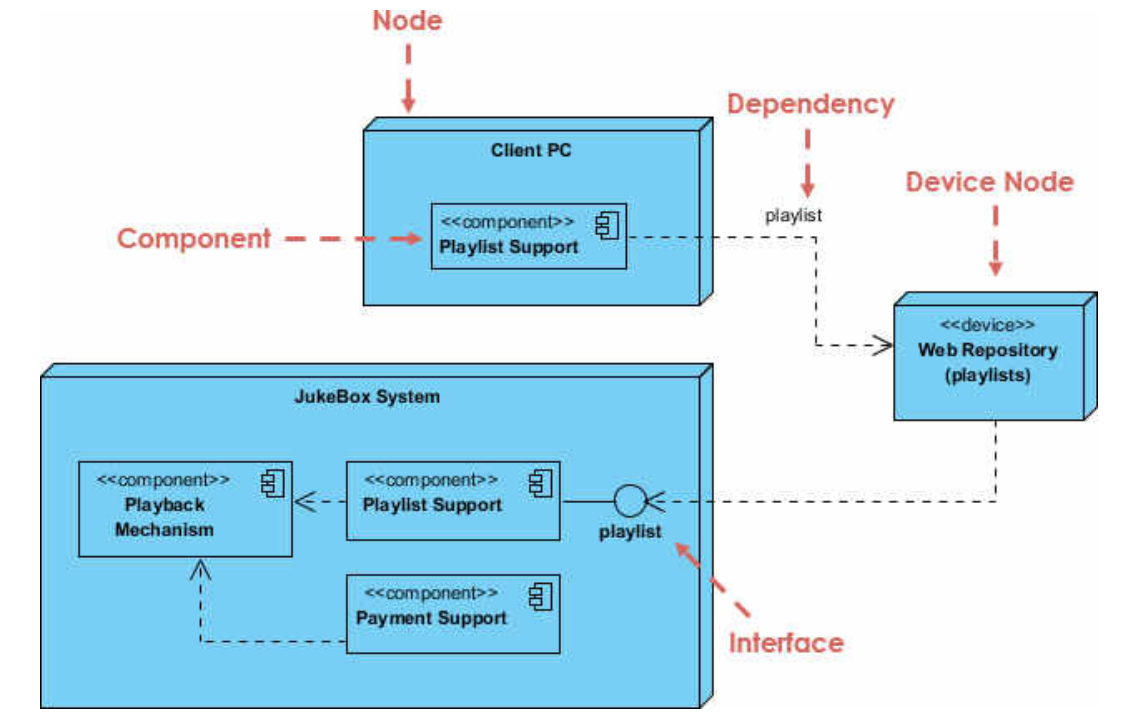 Node
Dependency
Client PC
Device Node
<<component>>
Playlist Support
playlist
Component
<<device>>
Web Repository
(playlists)
JukeBox System
<<component>>
Playback
Mechanism
<<component>>
Playlist Support
playlist
<<component>>
Payment Support
Interface